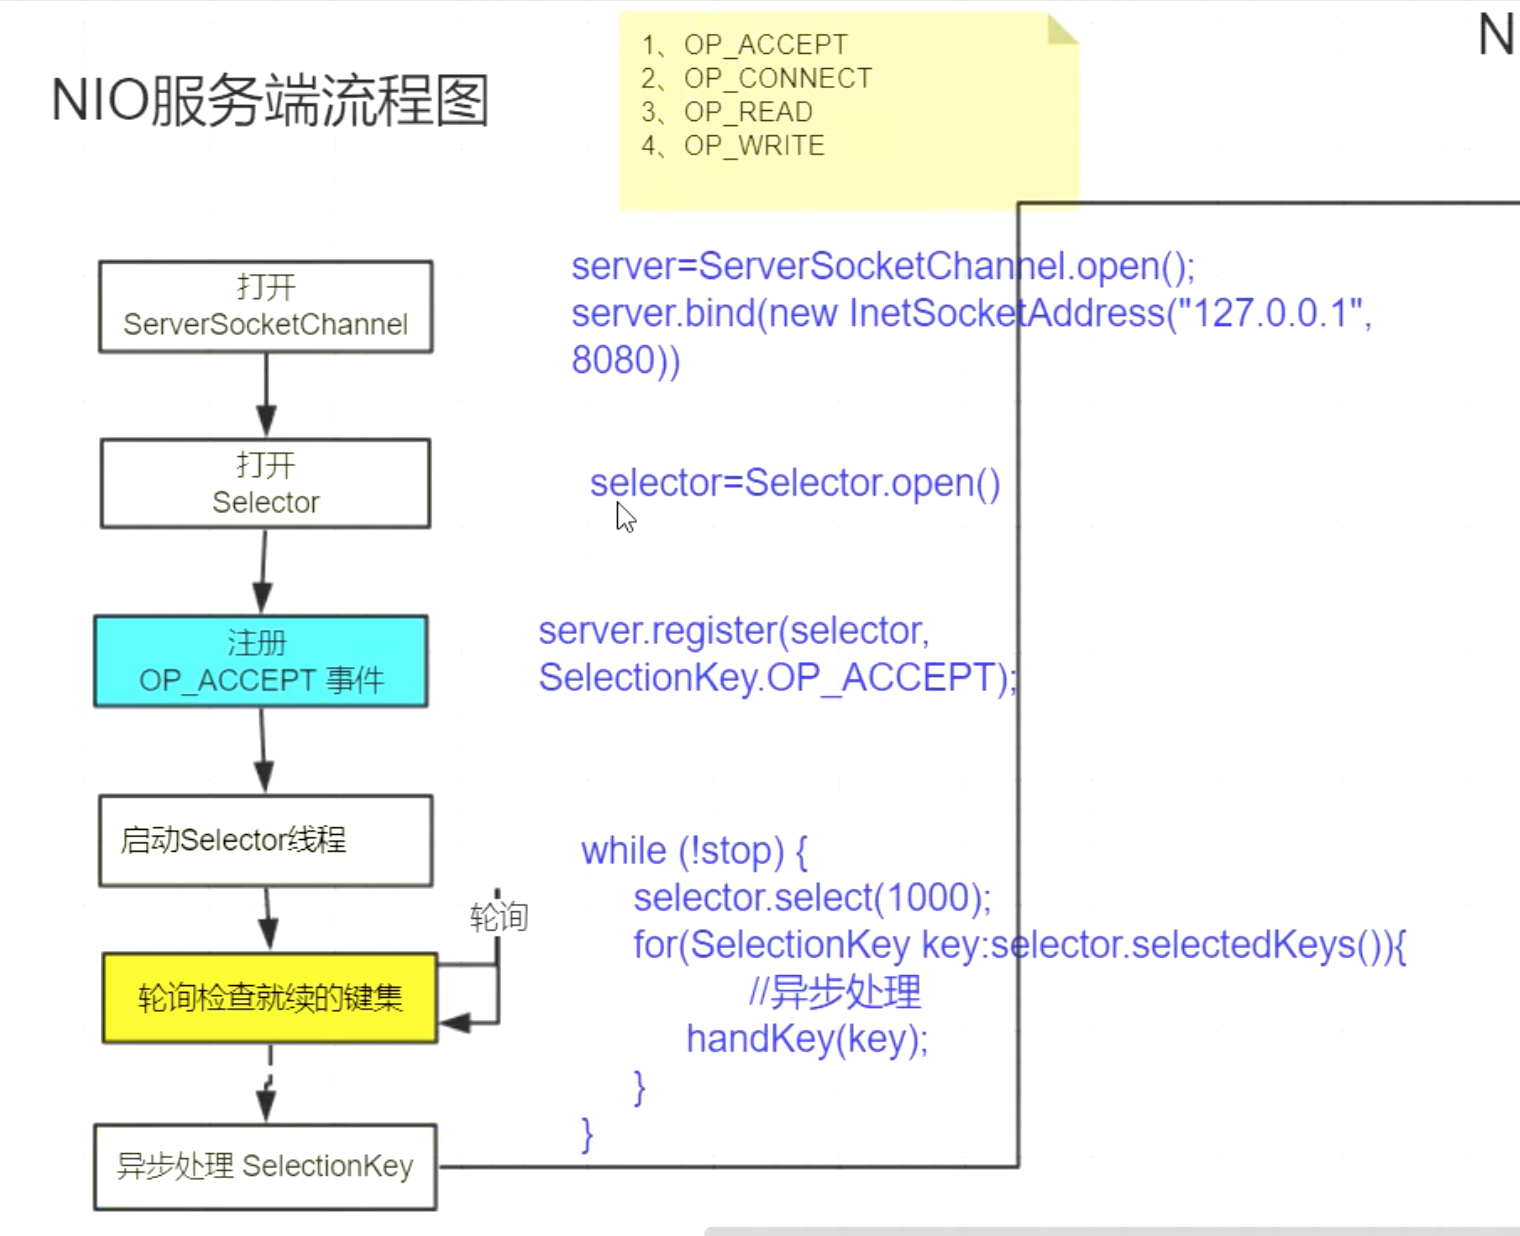 N
1、OP_ACCEPT
2、OP_CONNECT
3、OP_READ
4、OP_WRITE
NIO服务端流程图
打开
ServerSocketChannel
server=ServerSocketChannel.open();
server.bind(new InetSocketAddress("127.0.0.1",
8080))
打开
Selector
selector=Selector.open()
注册
OP_ACCEPT 事件
server.register(selector,
SelectionKey.OP_ACCEPT);
启动Selector线程
轮询
轮询检查就续的键集
while (!stop) {
selector.select(1000);
for(SelectionKey key:selector.selectedKeys()){
//异步处理
handKey(key);
}
}
异步处理 SelectionKey